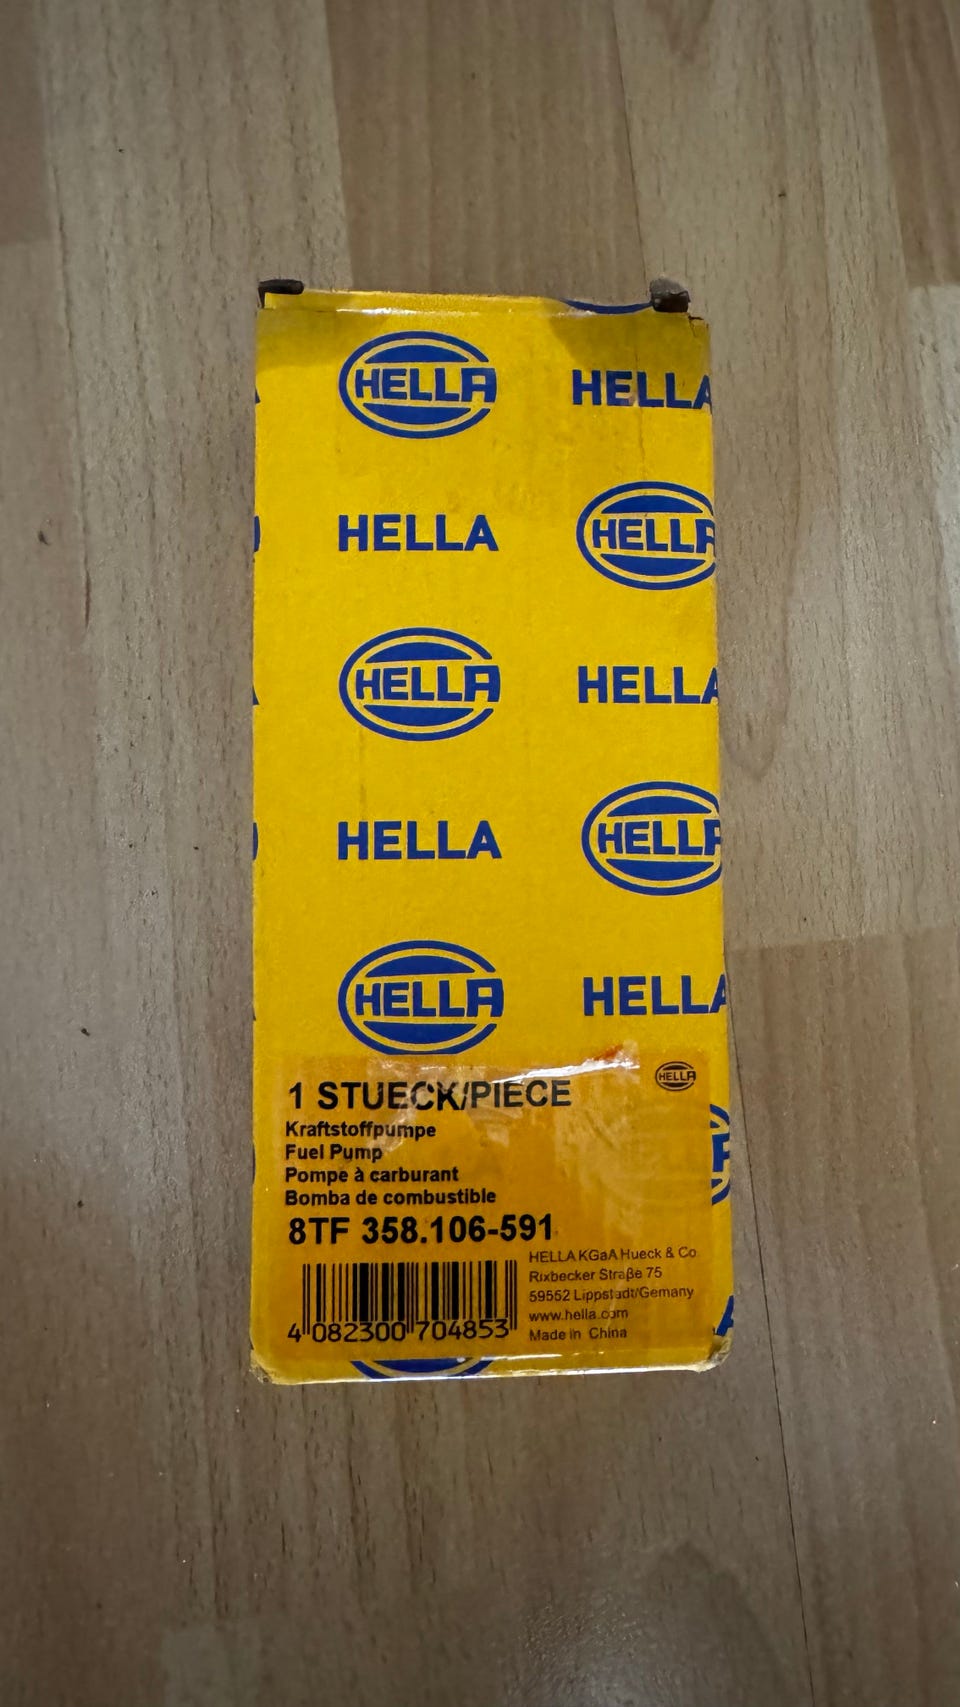 HELLA HELLA
HELLA HELLA
HELLA HELLA
HELLA HELLA
HELLA HELLA
HELLA
1 STUECK/PIECE
Kraftstoffpumpe
Fuel Pump
Pompe à carburant
Bomba de combustible
8TF 358.106-591
HELLA KGaA Hueck & Co
Rixbecker Straße 75
59552 Lippstadt/Gemany
www.hella.com
Made in China
4 082300 704853